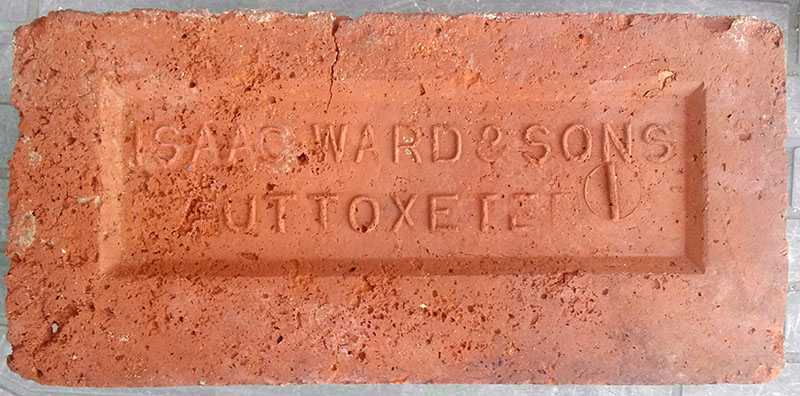 ISAAC WARD & SONS
UTTOXETER